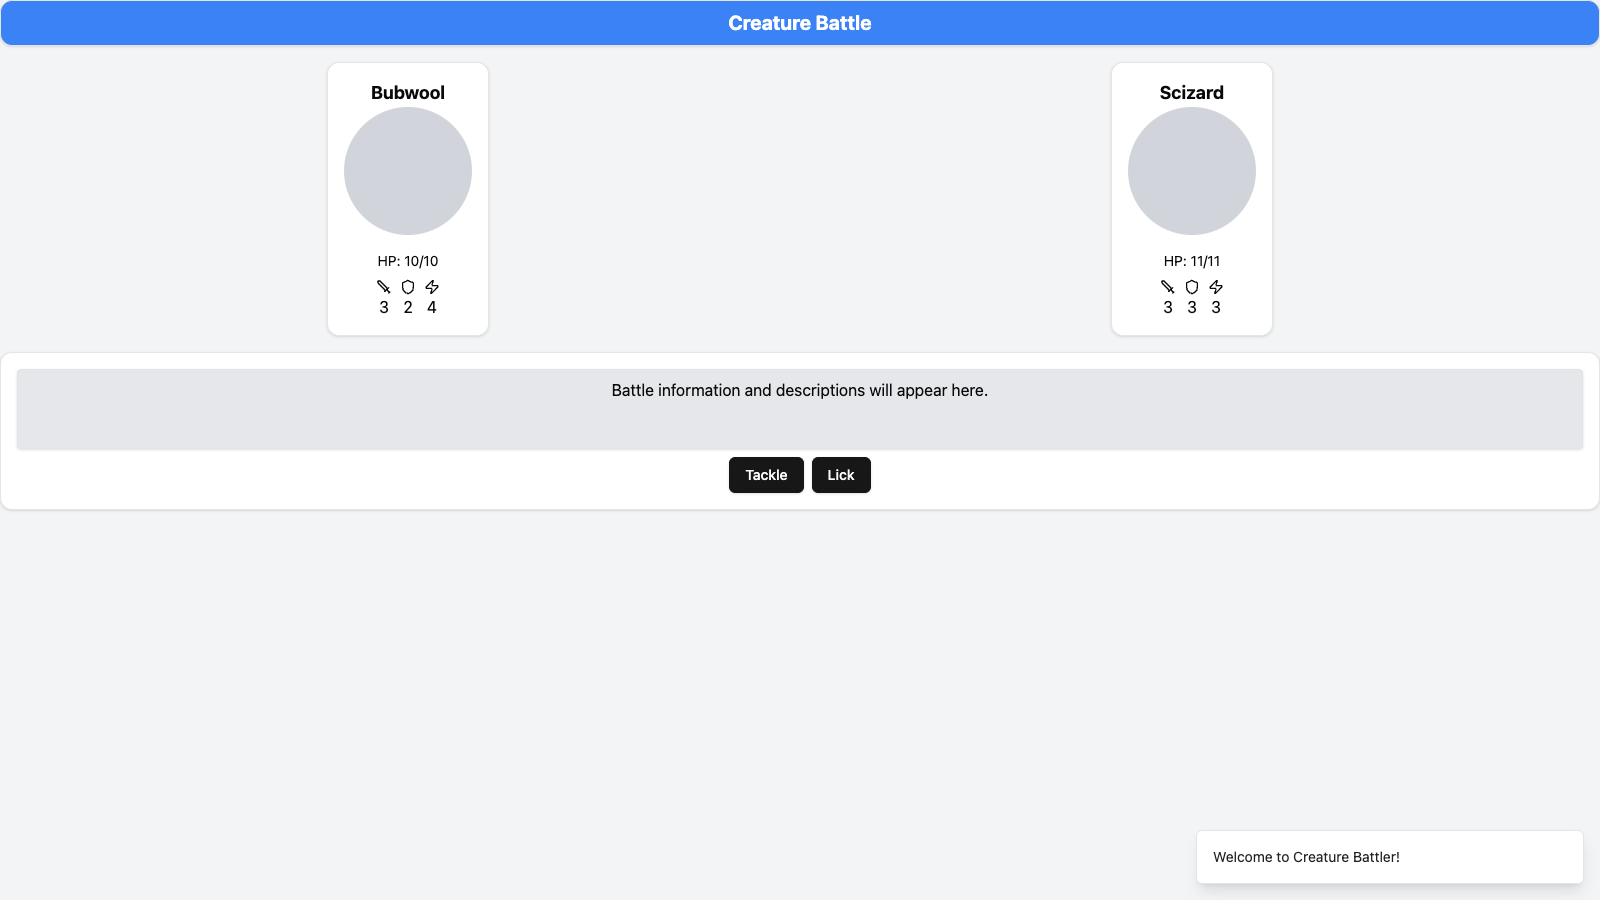 Creature Battle
Bubwool
HP: 10/10
3 2 4
Scizard
HP: 11/11
3 3 3
Battle information and descriptions will appear here.
Tackle Lick
Welcome to Creature Battler!